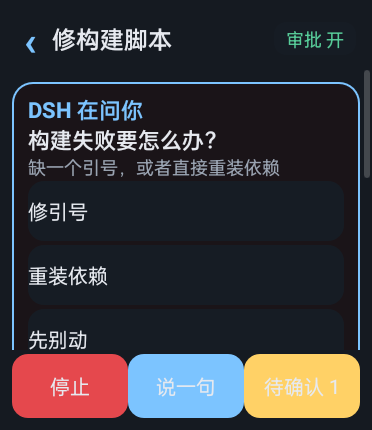 ‹ 修构建脚本
审批 开
DSH 在问你
构建失败要怎么办？
缺一个引号，或者直接重装依赖
修引号
重装依赖
先别动
停止
说一句
待确认 1